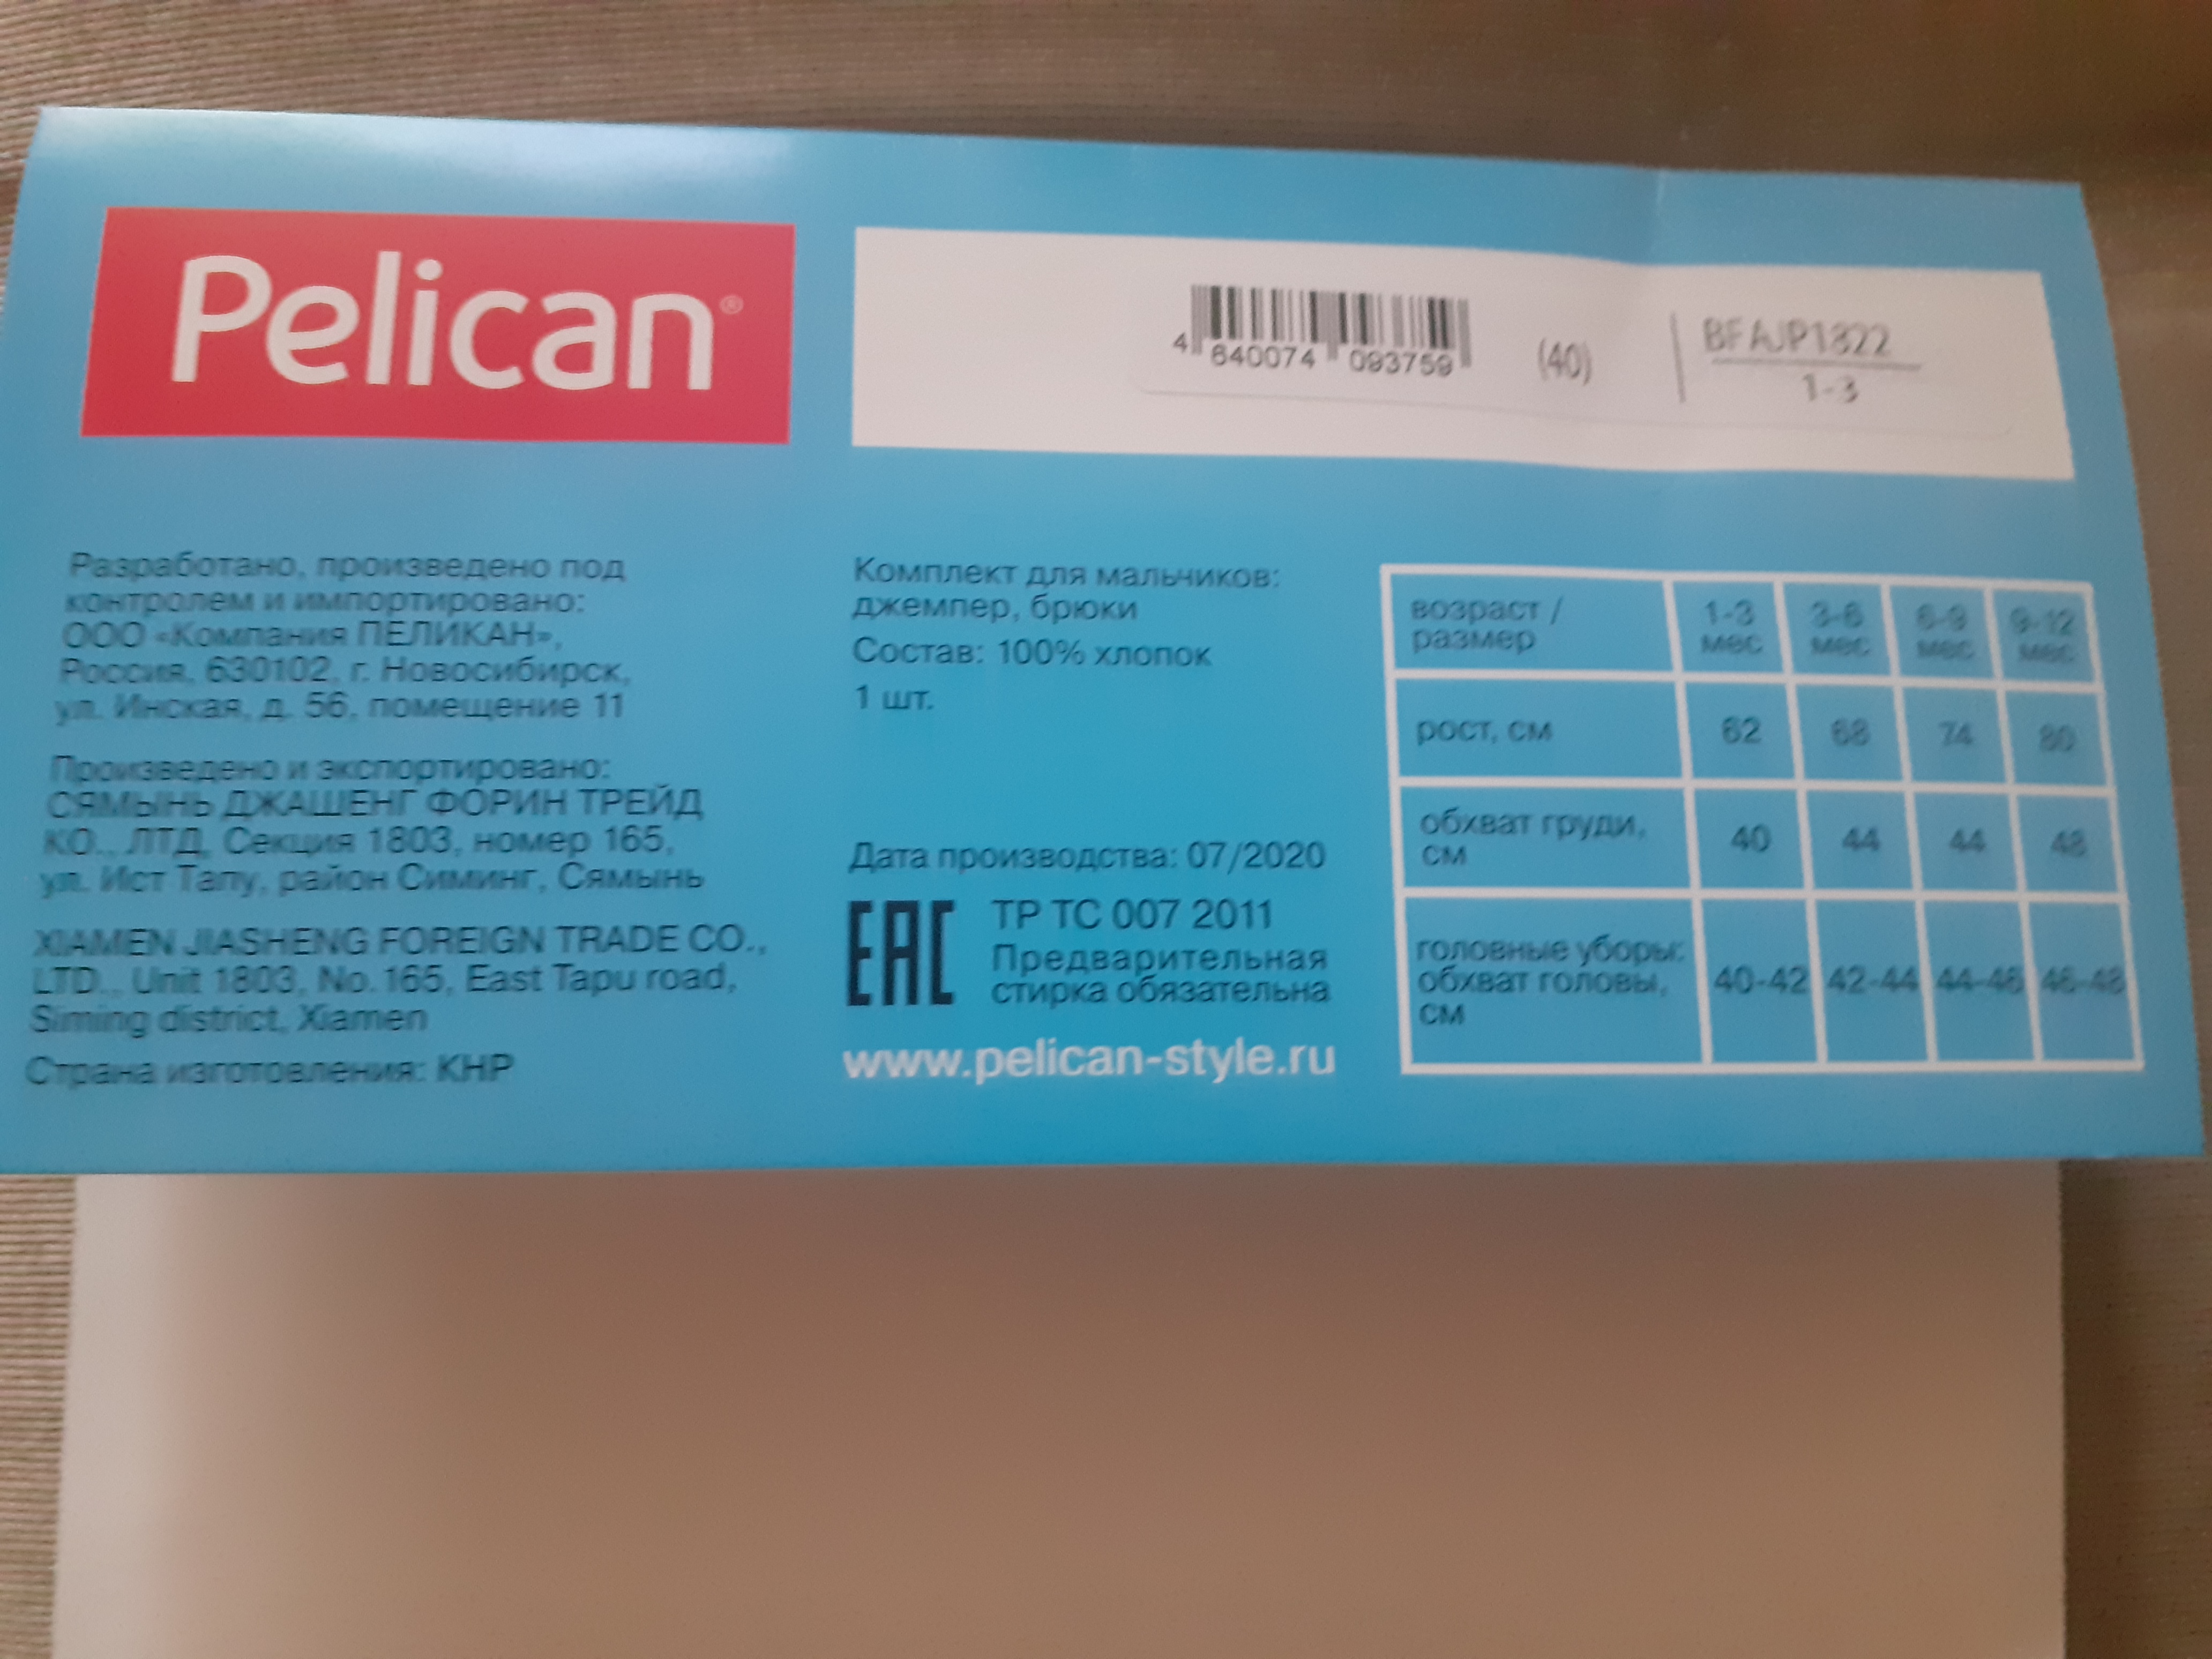 Pelican®
4 640074 093759
(40)
BFAJP1822
1-3
Разработано, произведено под
контролем и импортировано:
ООО «Компания ПЕЛИКАН»,
Россия, 630102, г. Новосибирск,
ул. Инская, д. 56, помещение 11
Произведено и экспортировано:
СЯМЫНЬ ДЖАШЕНГ ФОРИН ТРЕЙД
КО., ЛТД, Секция 1803, номер 165,
ул. Ист Тапу, район Симинг, Сямынь
XIAMEN JIASHENG FOREIGN TRADE CO.,
LTD., Unit 1803, No.165, East Tapu road,
Siming district, Xiamen
Страна изготовления: КНР
Комплект для мальчиков:
джемпер, брюки
Состав: 100% хлопок
1 шт.
Дата производства: 07/2020
EAC
ТР ТС 007 2011
Предварительная
стирка обязательна
www.pelican-style.ru
возраст / размер 1-3 мес 3-6 мес 6-9 мес 9-12 мес
рост, см 62 68 74 80
обхват груди, см 40 44 44 48
головные уборы: обхват головы, см 40-42 42-44 44-46 46-48